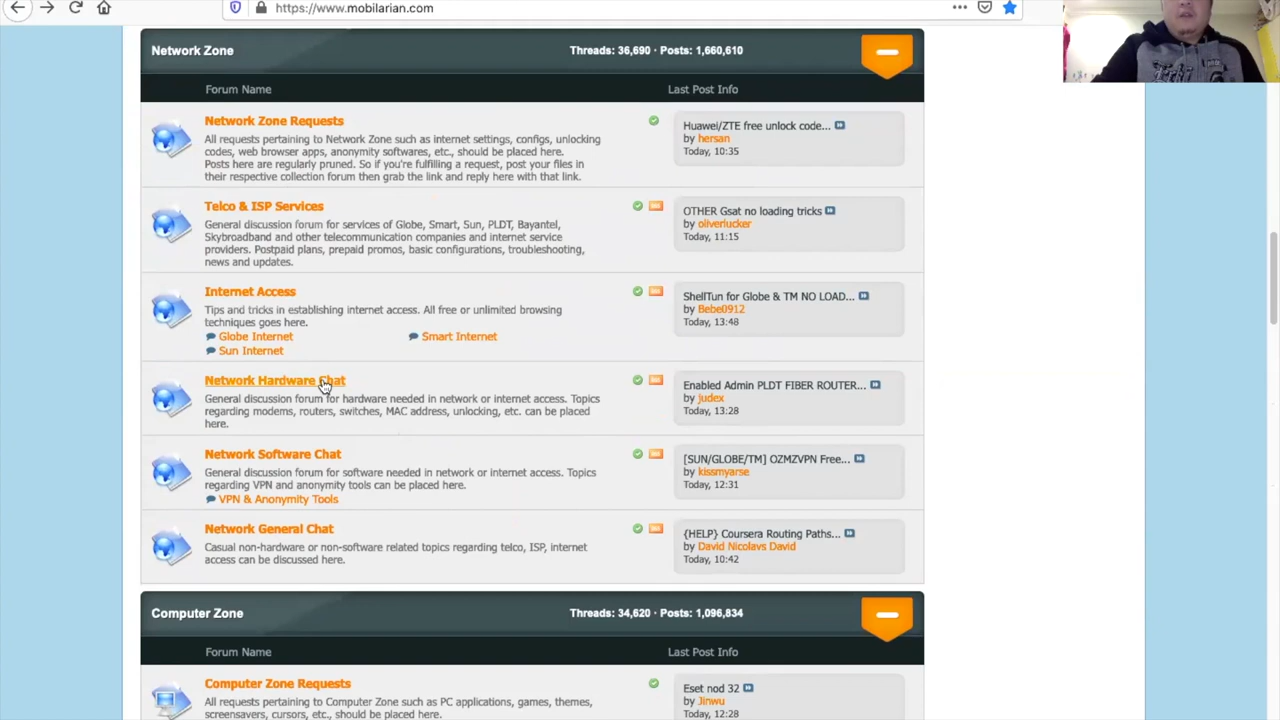 https://www.mobilarian.com
Network Zone
Threads: 36,690 · Posts: 1,660,610
Forum Name
Last Post Info
Network Zone Requests
All requests pertaining to Network Zone such as internet settings, configs, unlocking
codes, web browser apps, anonymity softwares, etc., should be placed here.
Posts here are regularly pruned. So if you're fulfilling a request, post your files in
their respective collection forum then grab the link and reply here with that link.
Huawei/ZTE free unlock code...
by hersan
Today, 10:35
Telco & ISP Services
General discussion forum for services of Globe, Smart, Sun, PLDT, Bayantel,
Skybroadband and other telecommunication companies and internet service
providers. Postpaid plans, prepaid promos, basic configurations, troubleshooting,
news and updates.
OTHER Gsat no loading tricks
by oliverlucker
Today, 11:15
Internet Access
Tips and tricks in establishing internet access. All free or unlimited browsing
techniques goes here.
Globe Internet
Smart Internet
Sun Internet
ShellTun for Globe & TM NO LOAD...
by Bebe0912
Today, 13:48
Network Hardware Chat
General discussion forum for hardware needed in network or internet access. Topics
regarding modems, routers, switches, MAC address, unlocking, etc. can be placed
here.
Enabled Admin PLDT FIBER ROUTER...
by judex
Today, 13:28
Network Software Chat
General discussion forum for software needed in network or internet access. Topics
regarding VPN and anonymity tools can be placed here.
VPN & Anonymity Tools
[SUN/GLOBE/TM] OZMZVPN Free...
by kissmyarse
Today, 12:31
Network General Chat
Casual non-hardware or non-software related topics regarding telco, ISP, internet
access can be discussed here.
{HELP} Coursera Routing Paths...
by David Nicolavs David
Today, 10:42
Computer Zone
Threads: 34,620 · Posts: 1,096,834
Forum Name
Last Post Info
Computer Zone Requests
All requests pertaining to Computer Zone such as PC applications, games, themes,
screensavers, cursors, etc., should be placed here.
Eset nod 32
by Jinwu
Today, 12:28